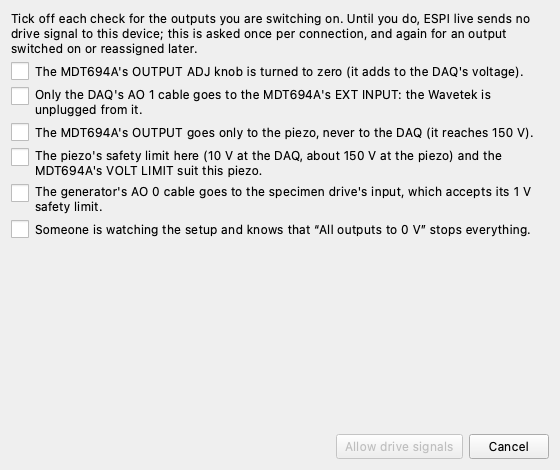 Tick off each check for the outputs you are switching on. Until you do, ESPI live sends no
drive signal to this device; this is asked once per connection, and again for an output
switched on or reassigned later.
The MDT694A's OUTPUT ADJ knob is turned to zero (it adds to the DAQ's voltage).
Only the DAQ's AO 1 cable goes to the MDT694A's EXT INPUT: the Wavetek is
unplugged from it.
The MDT694A's OUTPUT goes only to the piezo, never to the DAQ (it reaches 150 V).
The piezo's safety limit here (10 V at the DAQ, about 150 V at the piezo) and the
MDT694A's VOLT LIMIT suit this piezo.
The generator's AO 0 cable goes to the specimen drive's input, which accepts its 1 V
safety limit.
Someone is watching the setup and knows that “All outputs to 0 V” stops everything.
Allow drive signals
Cancel